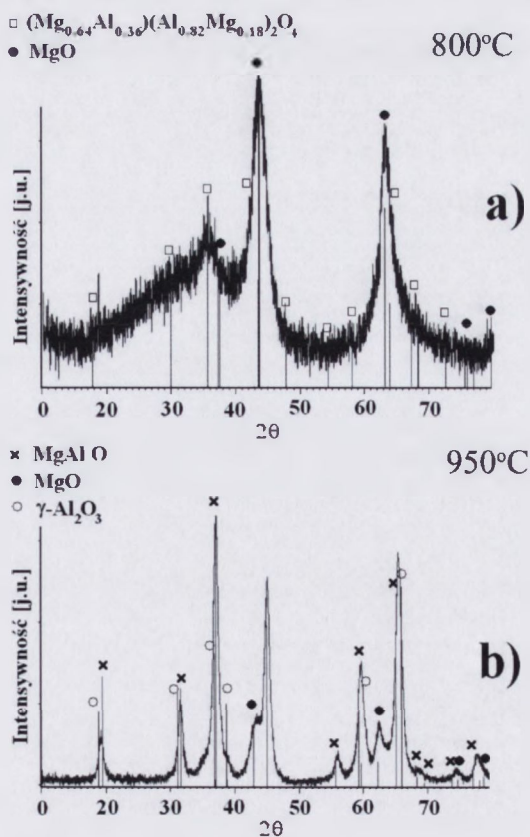 □ (Mg₀.₆₄Al₀.₃₆)(Al₀.₈₂Mg₀.₁₈)₂O₄
● MgO
800°C
a)
Intensywność [j.u.]
0 10 20 30 40 50 60 70
2θ
× MgAl O
● MgO
○ γ-Al₂O₃
950°C
b)
Intensywność [j.u.]
0 10 20 30 40 50 60 70
2θ